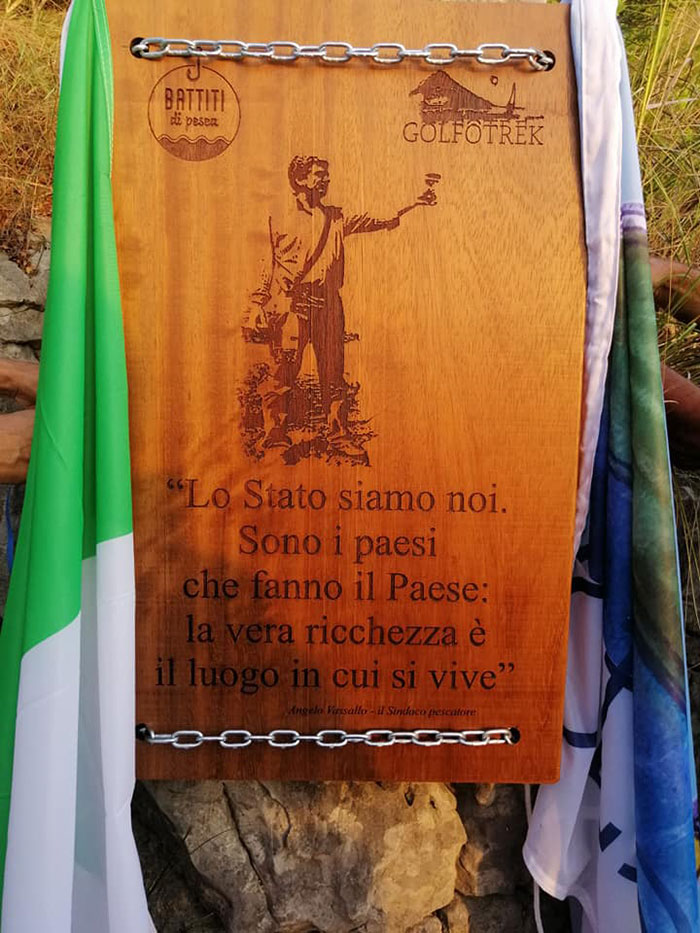 BATTITI
di pesca
GOLFOTREK
“Lo Stato siamo noi.
Sono i paesi
che fanno il Paese:
la vera ricchezza è
il luogo in cui si vive”
Angelo Vassallo - il Sindaco pescatore